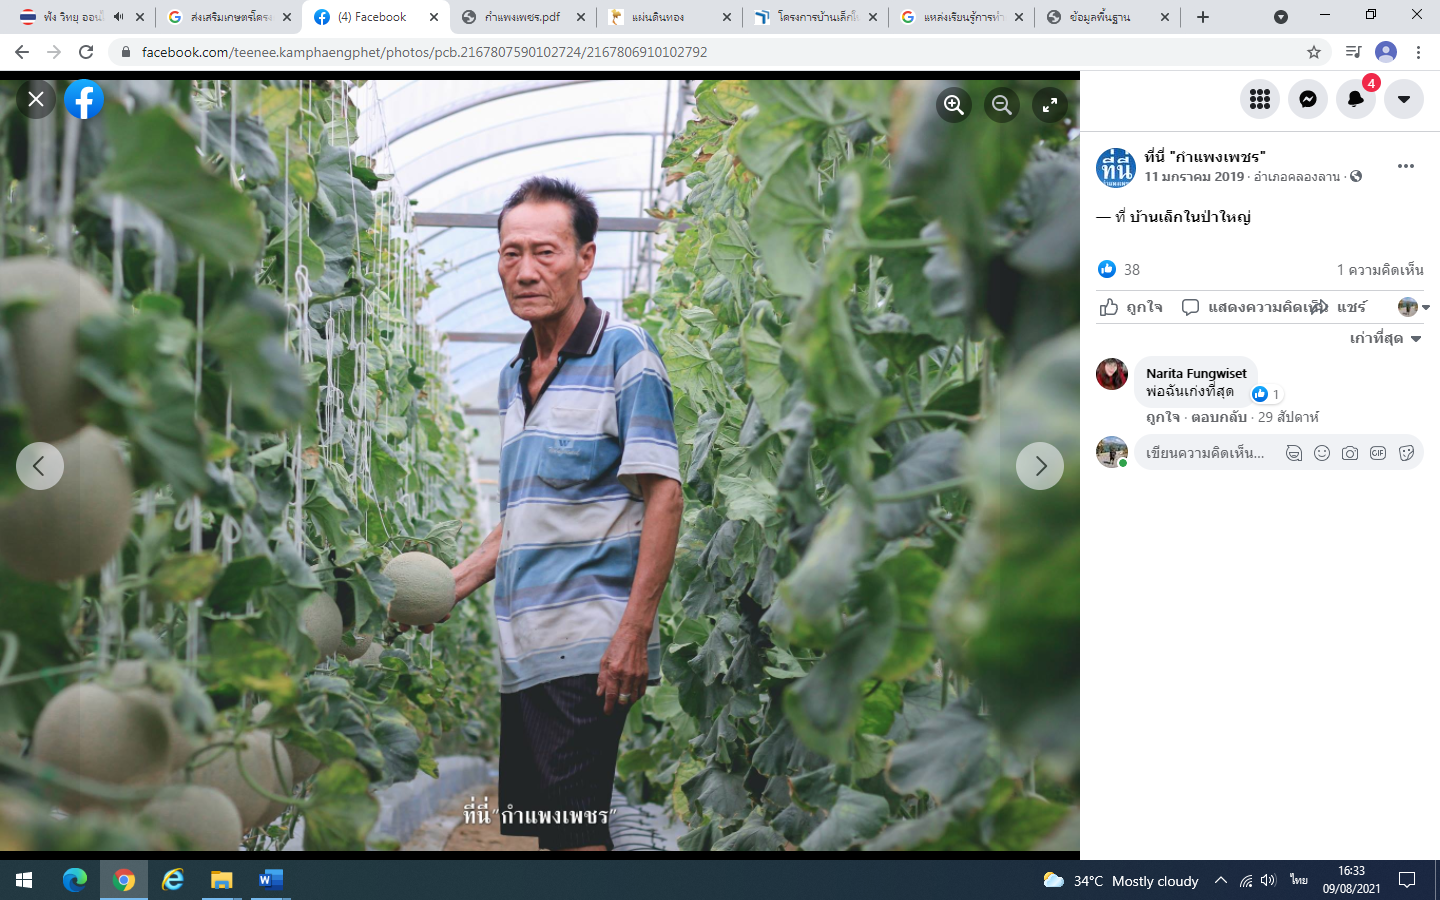 ฟัง วิทยุ ออนไ
ส่งเสริมเกษตรโครง
(4) Facebook
กำแพงเพชร.pdf
แผ่นดินทอง
โครงการบ้านเล็กใน
แหล่งเรียนรู้การทำ
ข้อมูลพื้นฐาน
facebook.com/teenee.kamphaengphet/photos/pcb.2167807590102724/2167806910102792
4
ที่นี่ "กำแพงเพชร"
11 มกราคม 2019 · อำเภอคลองลาน ·
— ที่ บ้านเล็กในป่าใหญ่
38
1 ความคิดเห็น
ถูกใจ
แสดงความคิดเห็น
แชร์
เก่าที่สุด
Narita Fungwiset
พ่อฉันเก่งที่สุด
1
ถูกใจ · ตอบกลับ · 29 สัปดาห์
เขียนความคิดเห็น...
GIF
ที่นี่"กำแพงเพชร"
34°C Mostly cloudy
ไทย
16:33
09/08/2021